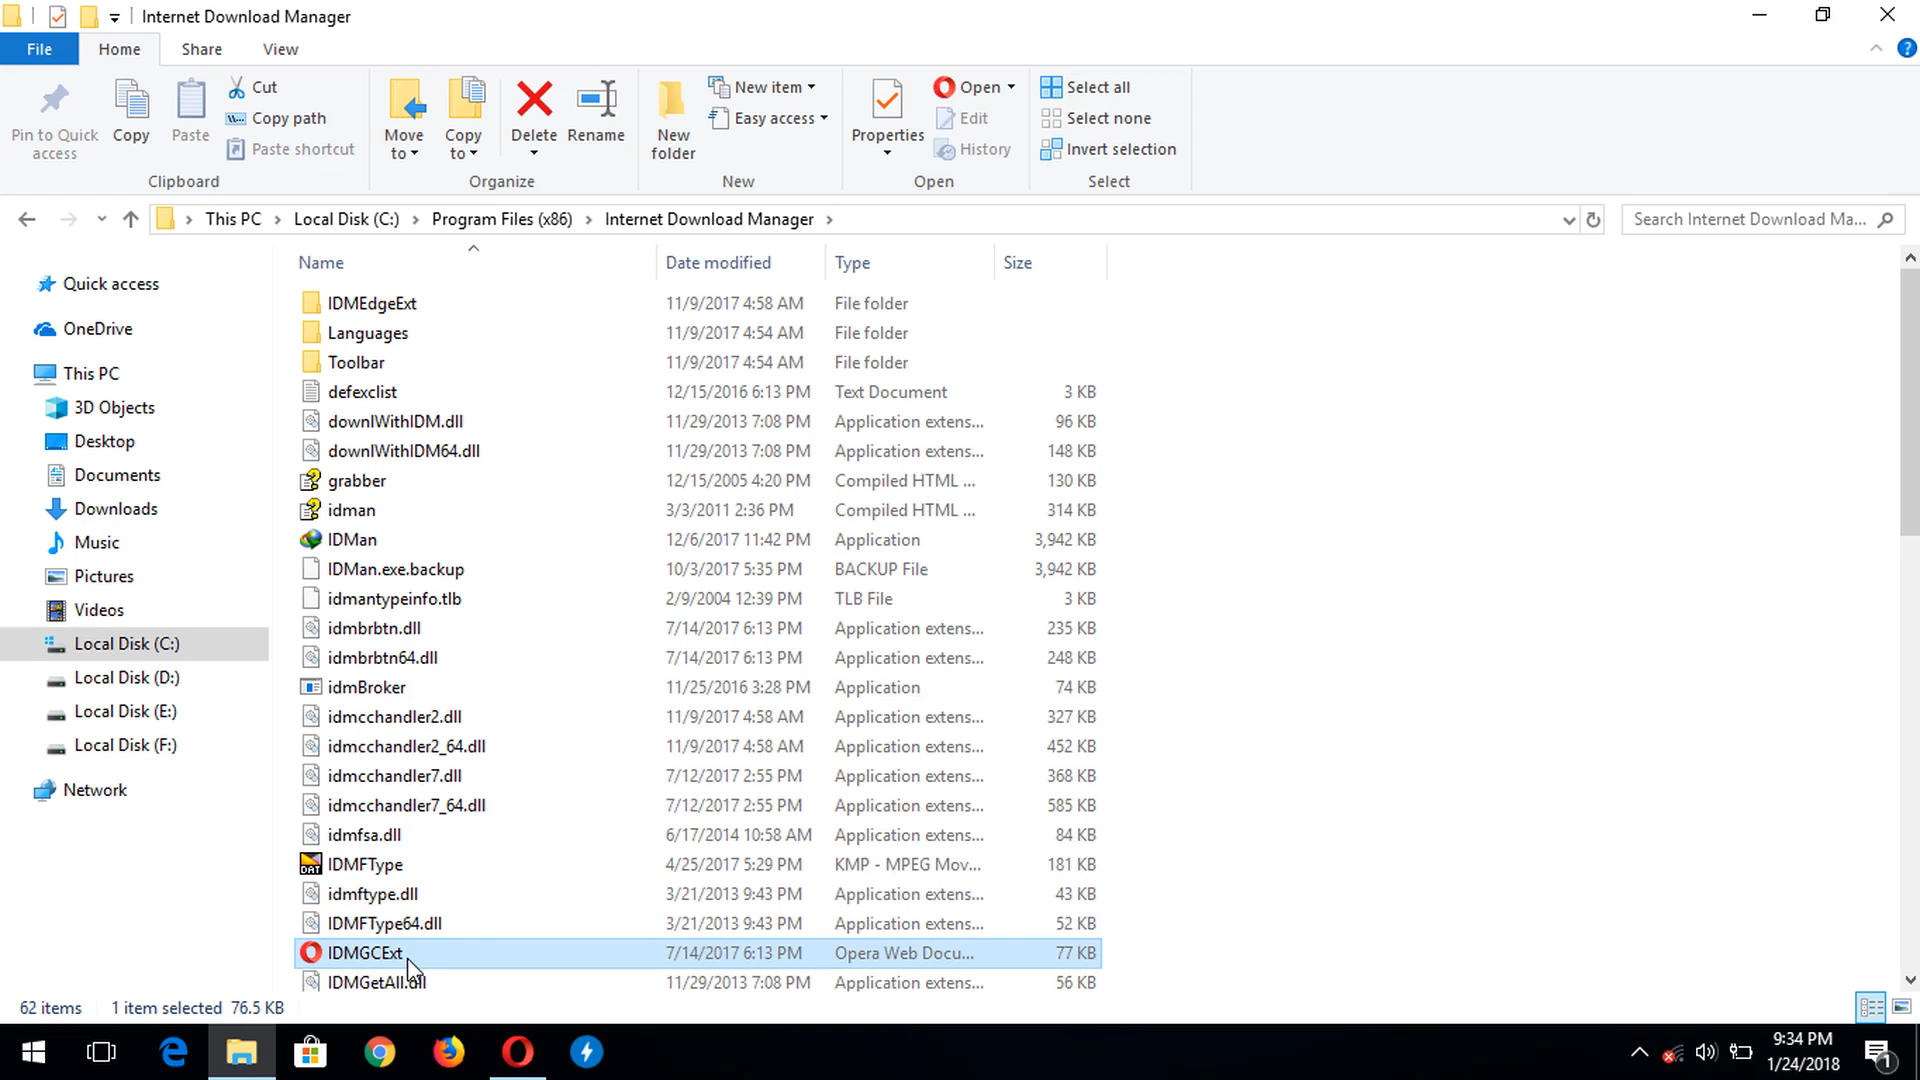 Internet Download Manager
File Home Share View
Pin to Quick access
Copy
Paste
Cut
Copy path
Paste shortcut
Clipboard
Move to
Copy to
Delete
Rename
Organize
New folder
New item
Easy access
New
Properties
Open
Edit
History
Open
Select all
Select none
Invert selection
Select
This PC > Local Disk (C:) > Program Files (x86) > Internet Download Manager >
Search Internet Download Ma...
Quick access
OneDrive
This PC
3D Objects
Desktop
Documents
Downloads
Music
Pictures
Videos
Local Disk (C:)
Local Disk (D:)
Local Disk (E:)
Local Disk (F:)
Network
Name Date modified Type Size
IDMEdgeExt 11/9/2017 4:58 AM File folder
Languages 11/9/2017 4:54 AM File folder
Toolbar 11/9/2017 4:54 AM File folder
defexclist 12/15/2016 6:13 PM Text Document 3 KB
downlWithIDM.dll 11/29/2013 7:08 PM Application extens... 96 KB
downlWithIDM64.dll 11/29/2013 7:08 PM Application extens... 148 KB
grabber 12/15/2005 4:20 PM Compiled HTML ... 130 KB
idman 3/3/2011 2:36 PM Compiled HTML ... 314 KB
IDMan 12/6/2017 11:42 PM Application 3,942 KB
IDMan.exe.backup 10/3/2017 5:35 PM BACKUP File 3,942 KB
idmantypeinfo.tlb 2/9/2004 12:39 PM TLB File 3 KB
idmbrbtn.dll 7/14/2017 6:13 PM Application extens... 235 KB
idmbrbtn64.dll 7/14/2017 6:13 PM Application extens... 248 KB
idmBroker 11/25/2016 3:28 PM Application 74 KB
idmcchandler2.dll 11/9/2017 4:58 AM Application extens... 327 KB
idmcchandler2_64.dll 11/9/2017 4:58 AM Application extens... 452 KB
idmcchandler7.dll 7/12/2017 2:55 PM Application extens... 368 KB
idmcchandler7_64.dll 7/12/2017 2:55 PM Application extens... 585 KB
idmfsa.dll 6/17/2014 10:58 AM Application extens... 84 KB
DAT IDMFType 4/25/2017 5:29 PM KMP - MPEG Mov... 181 KB
idmftype.dll 3/21/2013 9:43 PM Application extens... 43 KB
IDMFType64.dll 3/21/2013 9:43 PM Application extens... 52 KB
IDMGCExt 7/14/2017 6:13 PM Opera Web Docu... 77 KB
IDMGetAll.dll 11/29/2013 7:08 PM Application extens... 56 KB
62 items 1 item selected 76.5 KB
9:34 PM
1/24/2018
1